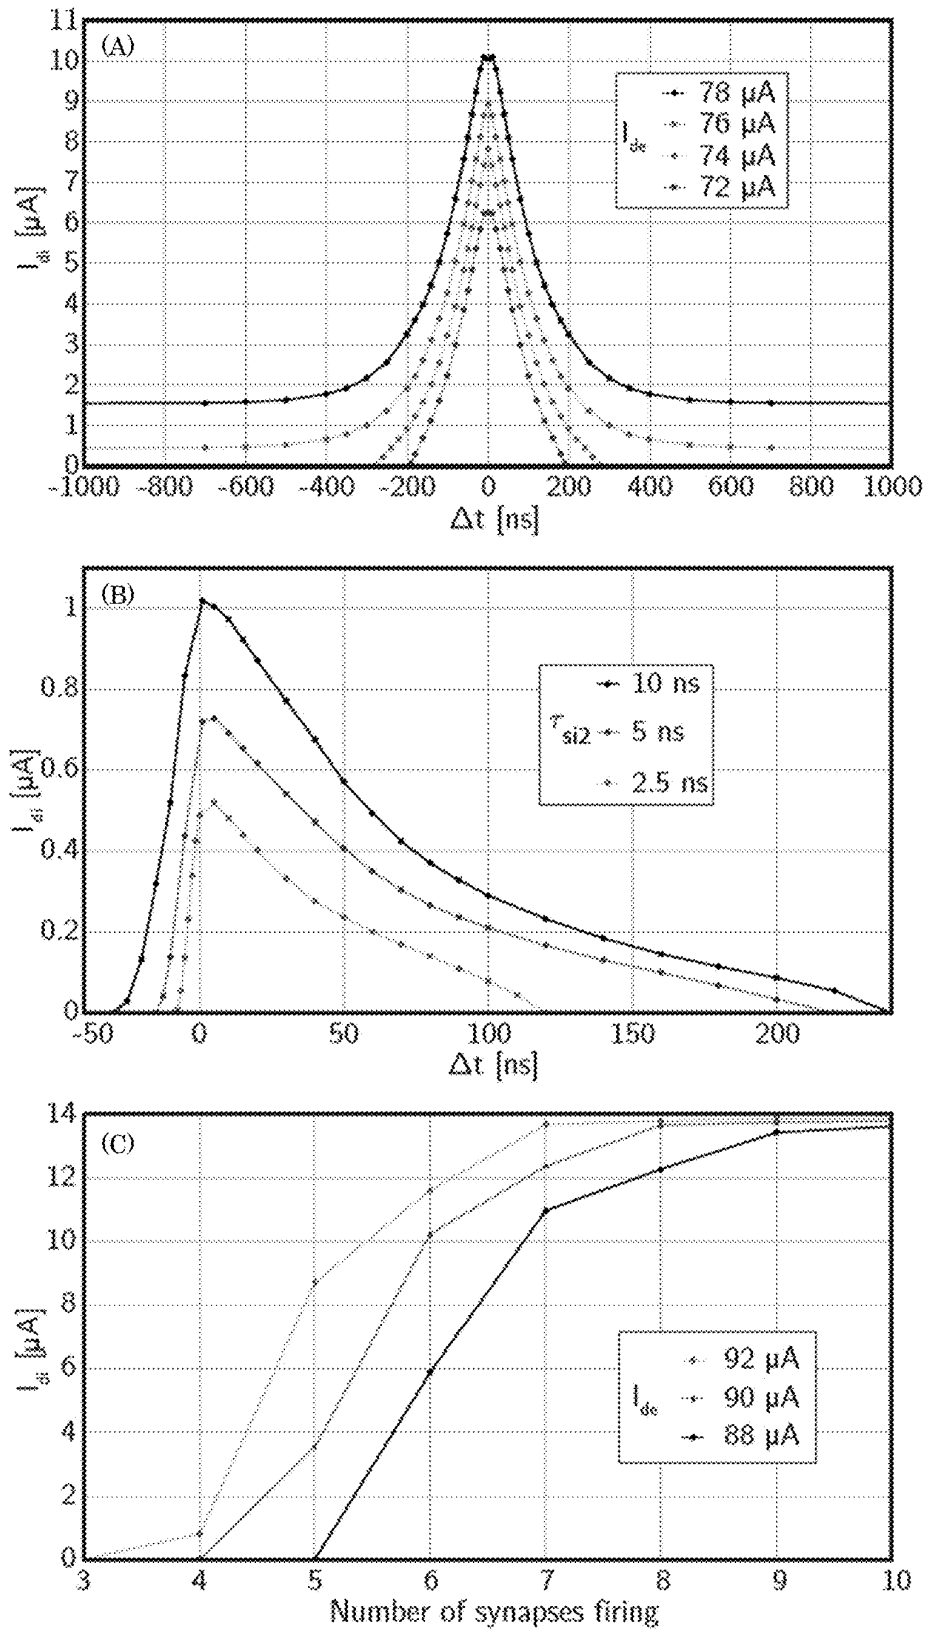 (A)
11
10
9
8
7
6
5
4
3
2
1
0
I_di [μA]
I_de
78 μA
76 μA
74 μA
72 μA
-1000 -800 -600 -400 -200 0 200 400 600 800 1000
Δt [ns]
(B)
1
0.8
0.6
0.4
0.2
0
I_di [μA]
τ_si2
10 ns
5 ns
2.5 ns
-50 0 50 100 150 200
Δt [ns]
(C)
14
12
10
8
6
4
2
0
I_di [μA]
I_de
92 μA
90 μA
88 μA
3 4 5 6 7 8 9 10
Number of synapses firing